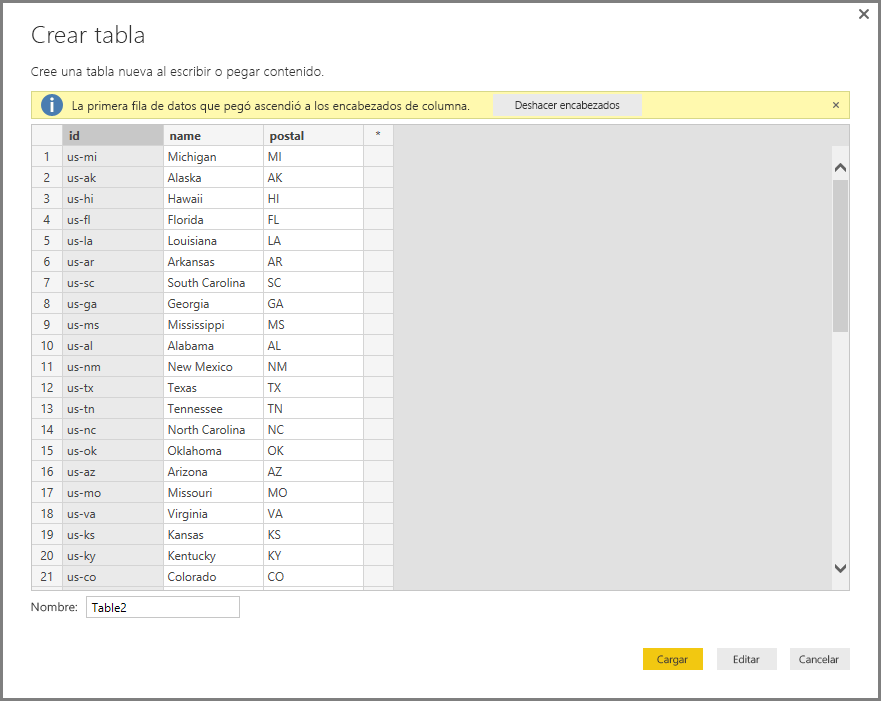 Crear tabla
Cree una tabla nueva al escribir o pegar contenido.
La primera fila de datos que pegó ascendió a los encabezados de columna. Deshacer encabezados
id name postal *
1 us-mi Michigan MI
2 us-ak Alaska AK
3 us-hi Hawaii HI
4 us-fl Florida FL
5 us-la Louisiana LA
6 us-ar Arkansas AR
7 us-sc South Carolina SC
8 us-ga Georgia GA
9 us-ms Mississippi MS
10 us-al Alabama AL
11 us-nm New Mexico NM
12 us-tx Texas TX
13 us-tn Tennessee TN
14 us-nc North Carolina NC
15 us-ok Oklahoma OK
16 us-az Arizona AZ
17 us-mo Missouri MO
18 us-va Virginia VA
19 us-ks Kansas KS
20 us-ky Kentucky KY
21 us-co Colorado CO
Nombre: Table2
Cargar Editar Cancelar